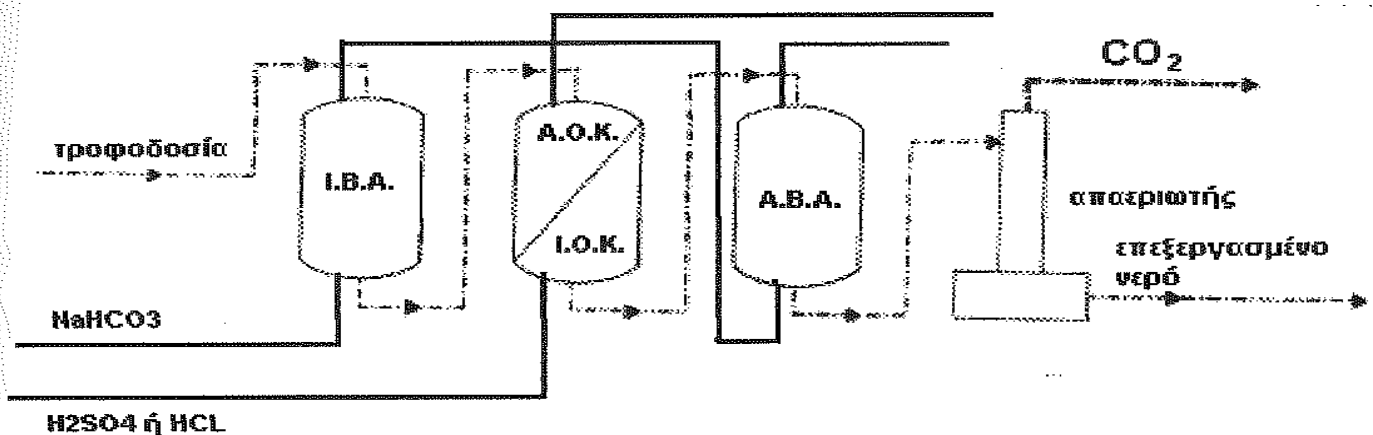 CO2
Α.Ο.Κ.
τροφοδοσία
Ι.Β.Α.
Α.Β.Α.
απαεριωτής
Ι.Ο.Κ.
επεξεργασμένο
νερό
NaHCO3
H2SO4 ή HCL